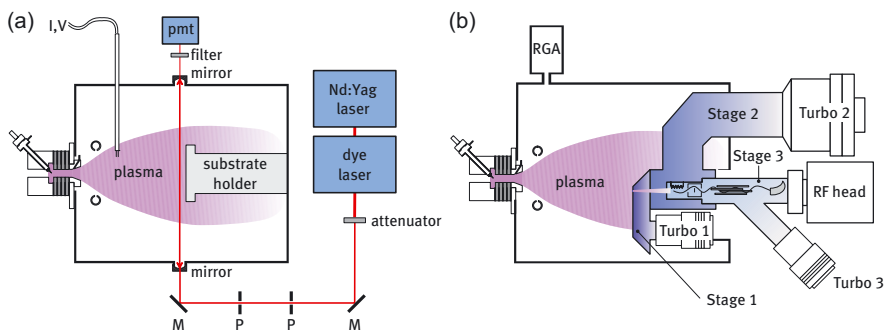 (a)
I,V
pmt
filter
mirror
Nd:Yag
laser
dye
laser
plasma
substrate
holder
attenuator
mirror
M
P
P
M
(b)
RGA
Stage 2
Turbo 2
Stage 3
plasma
RF head
Turbo 1
Stage 1
Turbo 3